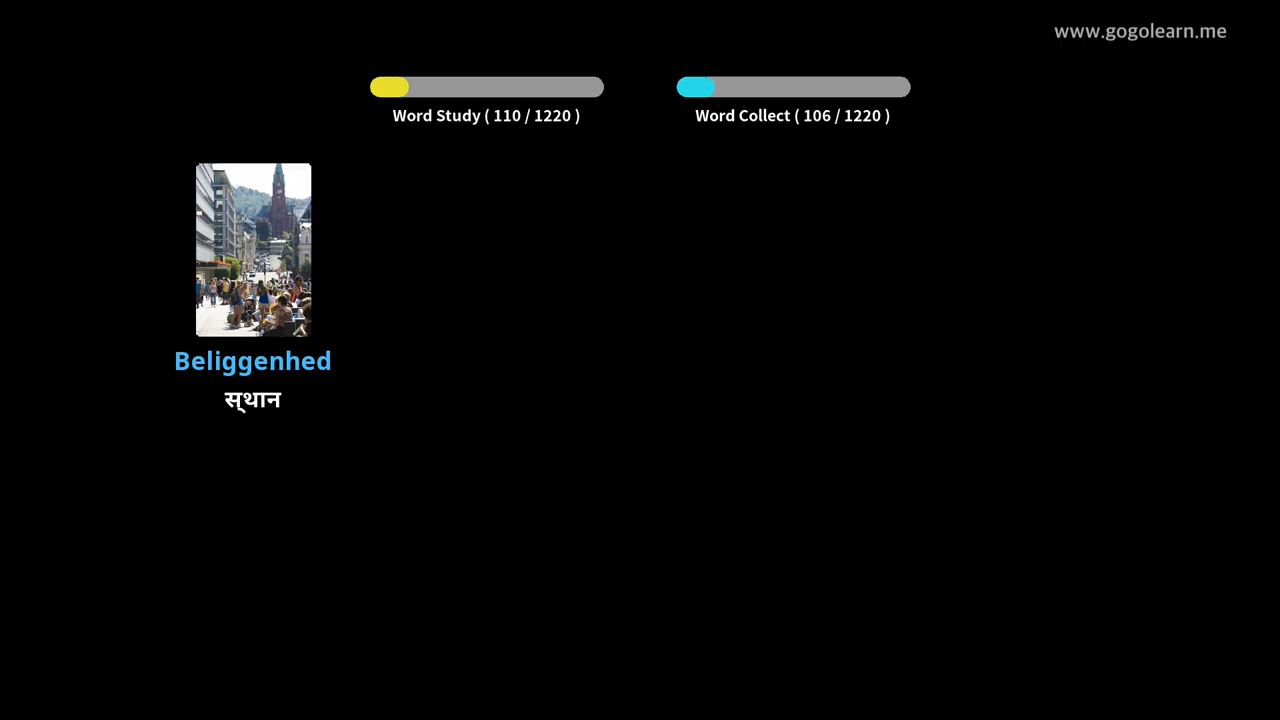 www.gogolearn.me
Word Study ( 110 / 1220 )
Word Collect ( 106 / 1220 )
Beliggenhed
स्थान